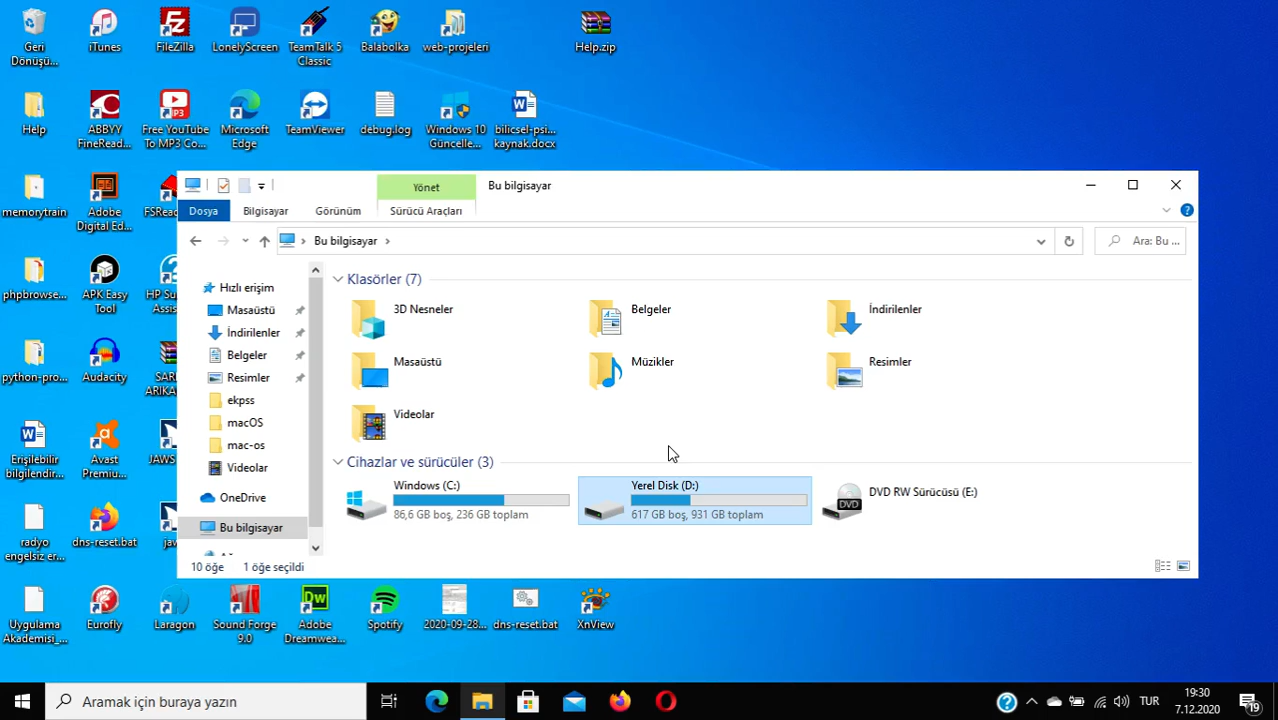 Geri
Dönüşü...
iTunes
FileZilla
LonelyScreen
TeamTalk 5
Classic
Balabolka
web-projeleri
Help.zip
Help
ABBYY
FineRead...
Free YouTube
To MP3 Co...
Microsoft
Edge
TeamViewer
debug.log
Windows 10
Güncelle...
bilicsel-psi...
kaynak.docx
memorytrain
Adobe
Digital Ed...
FSRea
phpbrowse...
APK Easy
Tool
HP Su
Assis
python-pro...
Audacity
SAR
ARIKA
Erişilebilir
bilgilendir...
Avast
Premiu...
JAWS
radyo
engelsiz er...
dns-reset.bat
jav
Uygulama
Akademisi_...
Eurofly
Laragon
Sound Forge
9.0
Adobe
Dreamwea...
Spotify
2020-09-28...
dns-reset.bat
XnView
Yönet
Bu bilgisayar
Dosya
Bilgisayar
Görünüm
Sürücü Araçları
Bu bilgisayar
Ara: Bu ...
Hızlı erişim
Masaüstü
İndirilenler
Belgeler
Resimler
ekpss
macOS
mac-os
Videolar
OneDrive
Bu bilgisayar
Klasörler (7)
3D Nesneler
Belgeler
İndirilenler
Masaüstü
Müzikler
Resimler
Videolar
Cihazlar ve sürücüler (3)
Windows (C:)
86,6 GB boş, 236 GB toplam
Yerel Disk (D:)
617 GB boş, 931 GB toplam
DVD
DVD RW Sürücüsü (E:)
10 öğe
1 öğe seçildi
Aramak için buraya yazın
TUR
19:30
7.12.2020
19